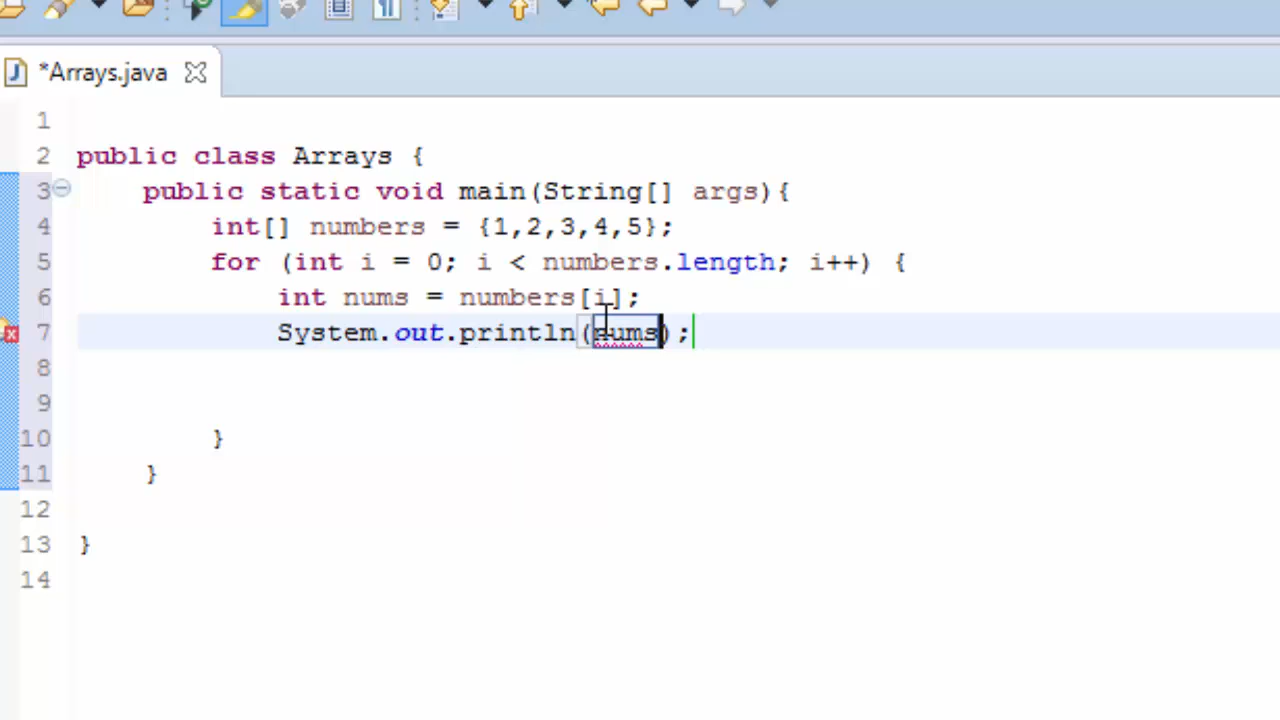 *Arrays.java
1
2 public class Arrays {
3 public static void main(String[] args){
4 int[] numbers = {1,2,3,4,5};
5 for (int i = 0; i < numbers.length; i++) {
6 int nums = numbers[i];
7 System.out.println(nums);
8
9
10 }
11 }
12
13 }
14